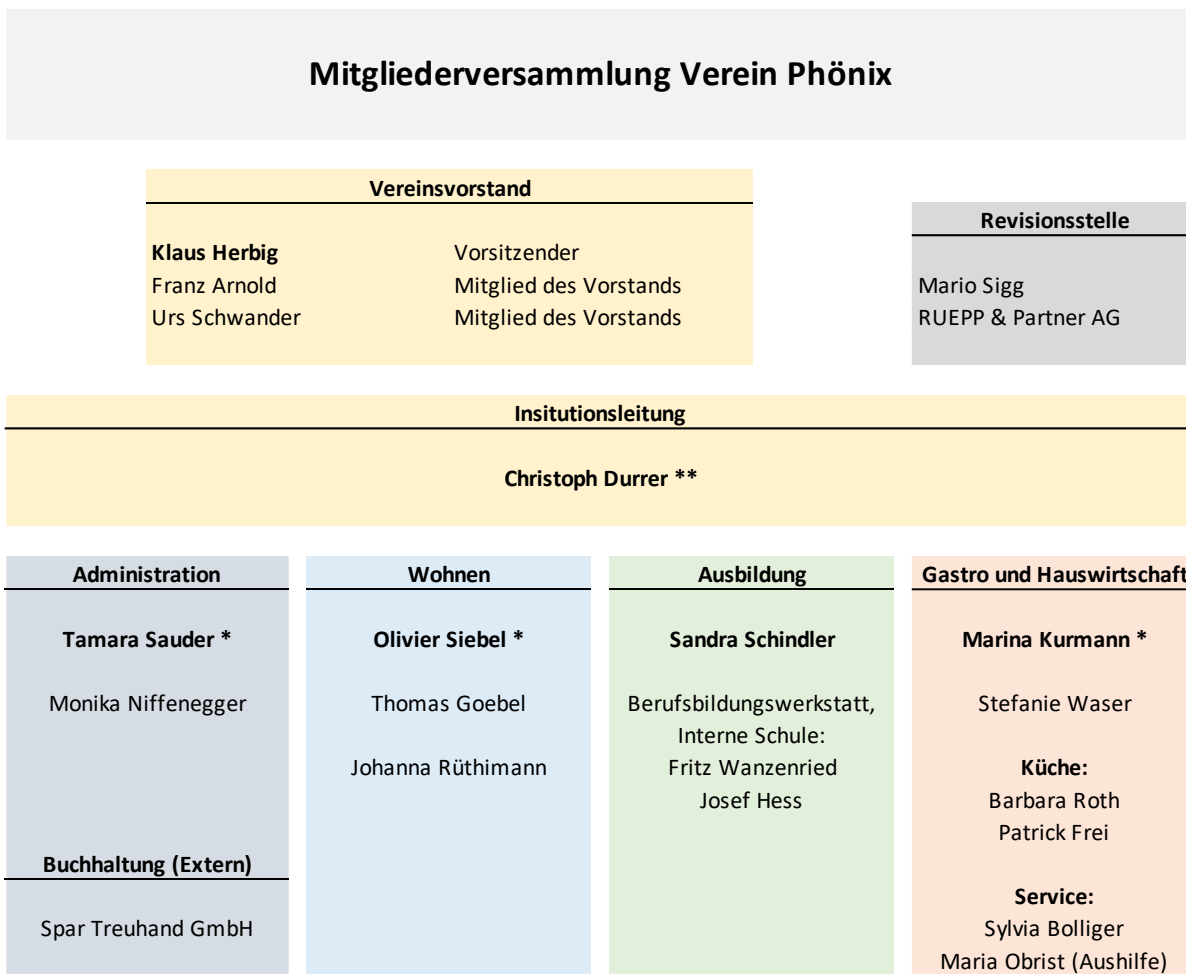 Mitgliederversammlung Verein Phönix
Vereinsvorstand
Klaus Herbig Vorsitzender
Franz Arnold Mitglied des Vorstands
Urs Schwander Mitglied des Vorstands
Revisionsstelle
Mario Sigg
RUEPP & Partner AG
Insitutionsleitung
Christoph Durrer **
Administration
Tamara Sauder *
Monika Niffenegger
Buchhaltung (Extern)
Spar Treuhand GmbH
Wohnen
Olivier Siebel *
Thomas Goebel
Johanna Rüthimann
Ausbildung
Sandra Schindler
Berufsbildungswerkstatt,
Interne Schule:
Fritz Wanzenried
Josef Hess
Gastro und Hauswirtschaft
Marina Kurmann *
Stefanie Waser
Küche:
Barbara Roth
Patrick Frei
Service:
Sylvia Bolliger
Maria Obrist (Aushilfe)